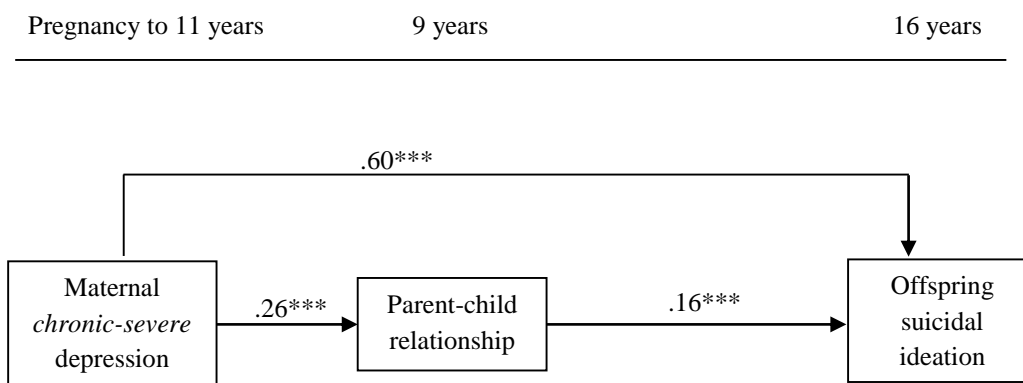 Pregnancy to 11 years 9 years 16 years
.60***
Maternal
chronic-severe
depression
.26***
Parent-child
relationship
.16***
Offspring
suicidal
ideation